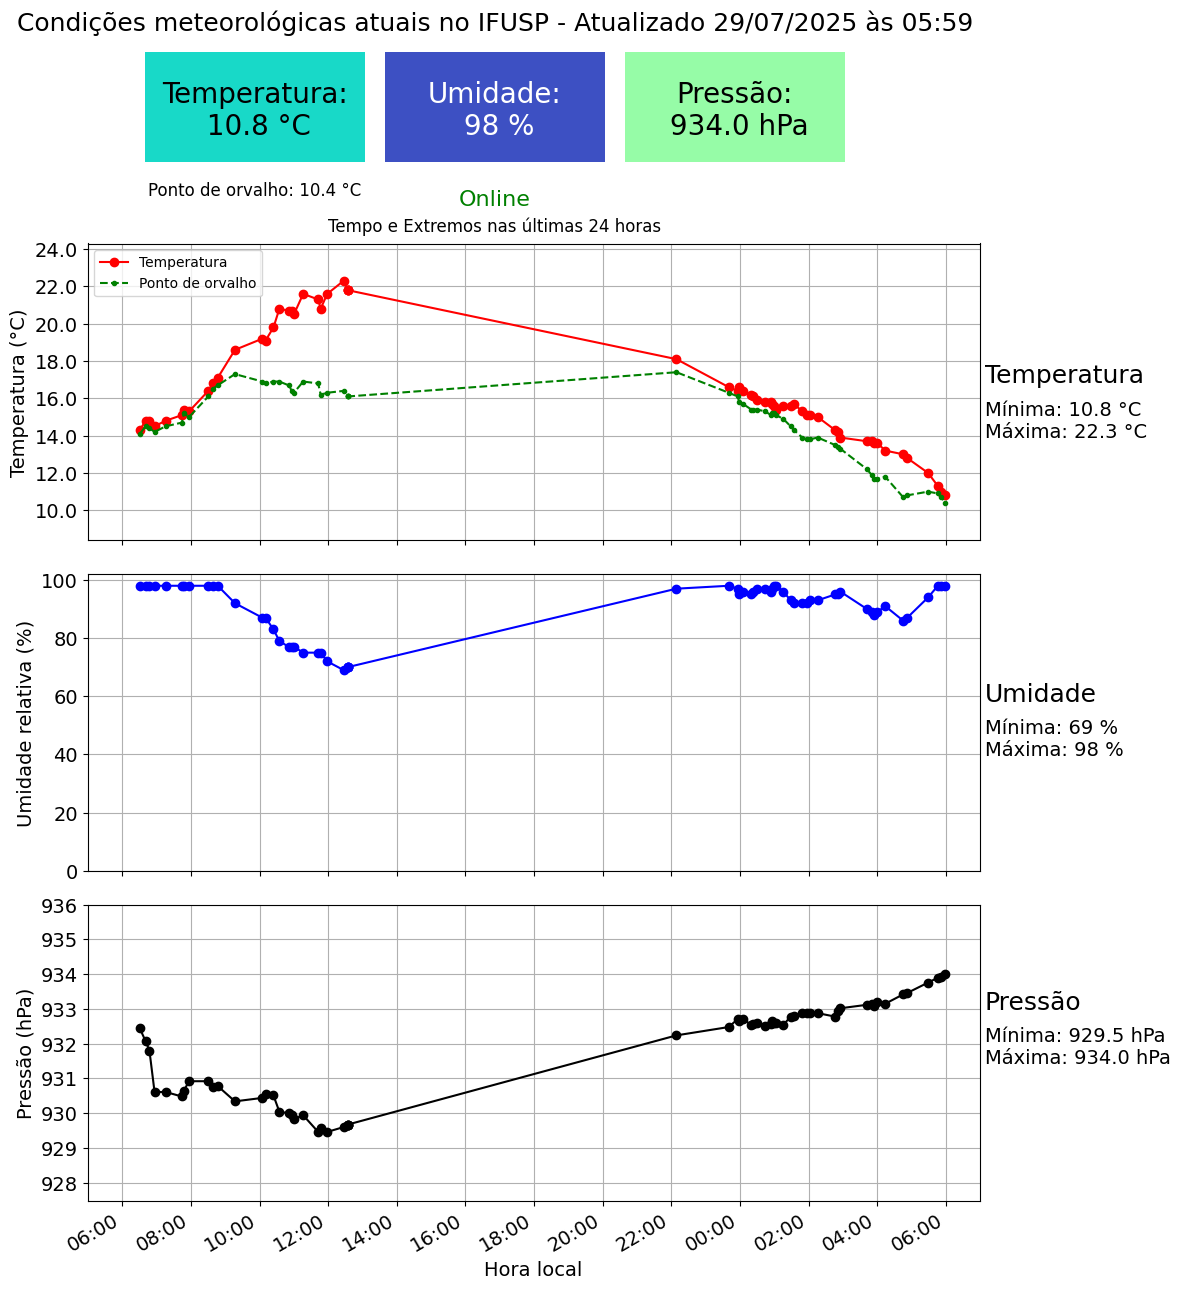 Condições meteorológicas atuais no IFUSP - Atualizado 29/07/2025 às 05:59
Temperatura:
10.8 °C
Umidade:
98 %
Pressão:
934.0 hPa
Ponto de orvalho: 10.4 °C
Online
Tempo e Extremos nas últimas 24 horas
Temperatura (°C)
24.0
22.0
20.0
18.0
16.0
14.0
12.0
10.0
Temperatura
Ponto de orvalho
Temperatura
Mínima: 10.8 °C
Máxima: 22.3 °C
Umidade relativa (%)
100
80
60
40
20
0
Umidade
Mínima: 69 %
Máxima: 98 %
Pressão (hPa)
936
935
934
933
932
931
930
929
928
Pressão
Mínima: 929.5 hPa
Máxima: 934.0 hPa
06:00
08:00
10:00
12:00
14:00
16:00
18:00
20:00
22:00
00:00
02:00
04:00
06:00
Hora local